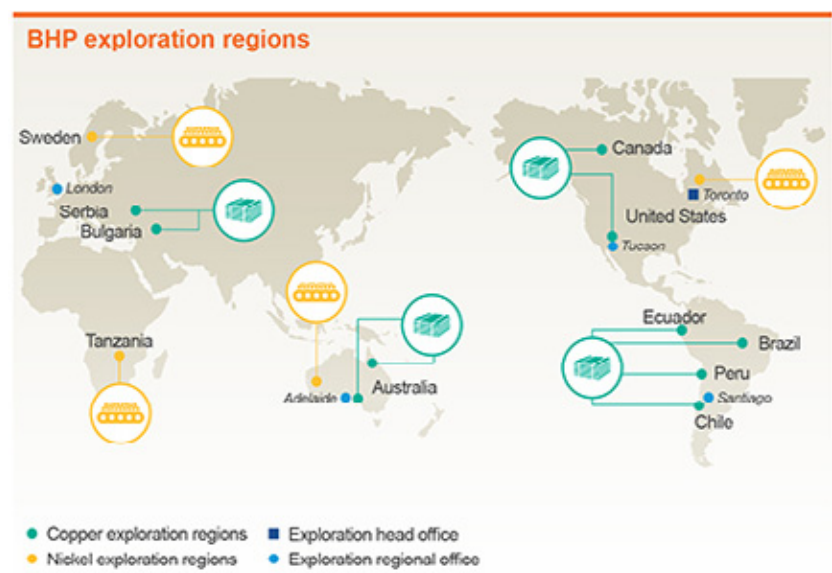 BHP exploration regions
Sweden
London
Serbia
Bulgaria
Tanzania
Adelaide
Australia
Canada
Toronto
United States
Tucson
Ecuador
Brazil
Peru
Santiago
Chile
Copper exploration regions
Exploration head office
Nickel exploration regions
Exploration regional office